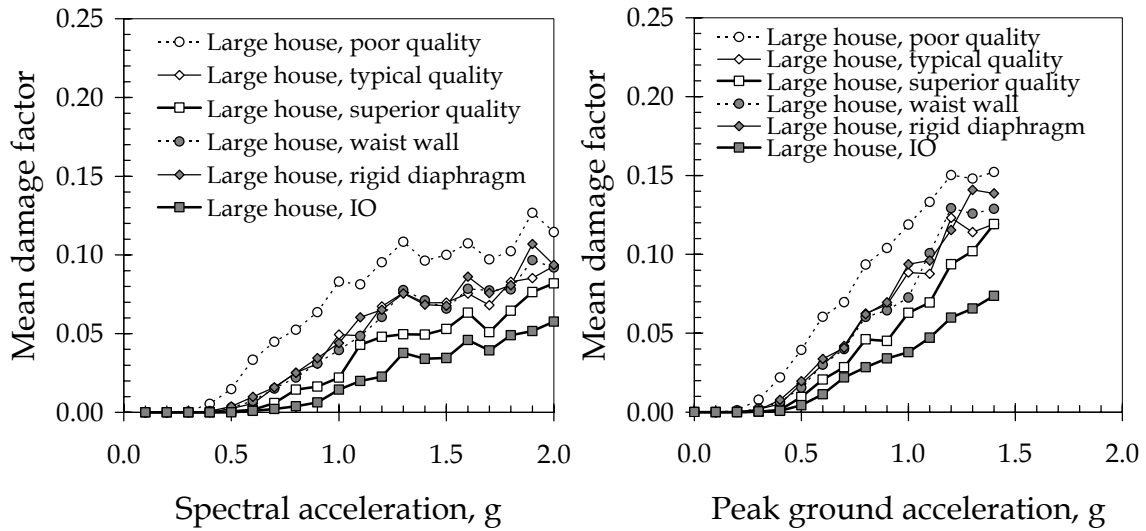 Mean damage factor
0.25
0.20
0.15
0.10
0.05
0.00
Large house, poor quality
Large house, typical quality
Large house, superior quality
Large house, waist wall
Large house, rigid diaphragm
Large house, IO
0.0 0.5 1.0 1.5 2.0
Spectral acceleration, g
Mean damage factor
0.25
0.20
0.15
0.10
0.05
0.00
Large house, poor quality
Large house, typical quality
Large house, superior quality
Large house, waist wall
Large house, rigid diaphragm
Large house, IO
0.0 0.5 1.0 1.5 2.0
Peak ground acceleration, g